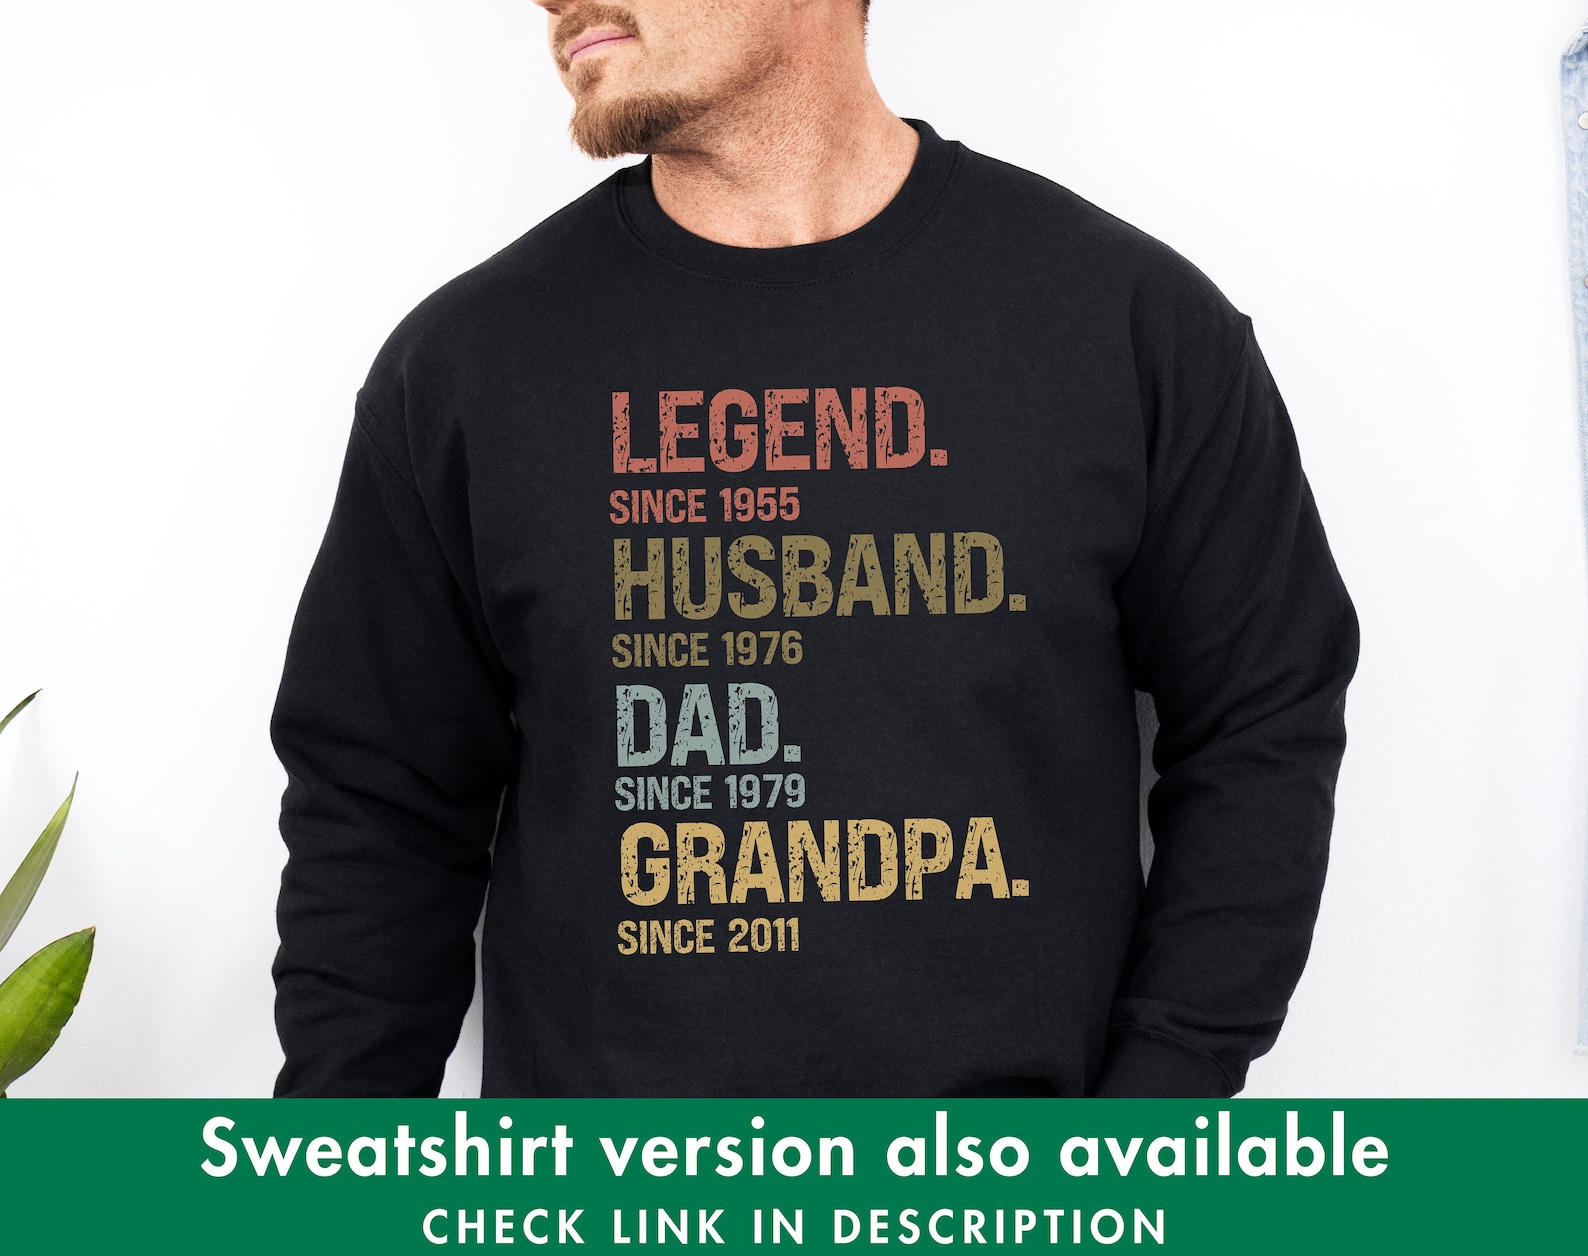 LEGEND.
SINCE 1955
HUSBAND.
SINCE 1976
DAD.
SINCE 1979
GRANDPA.
SINCE 2011
Sweatshirt version also available
CHECK LINK IN DESCRIPTION